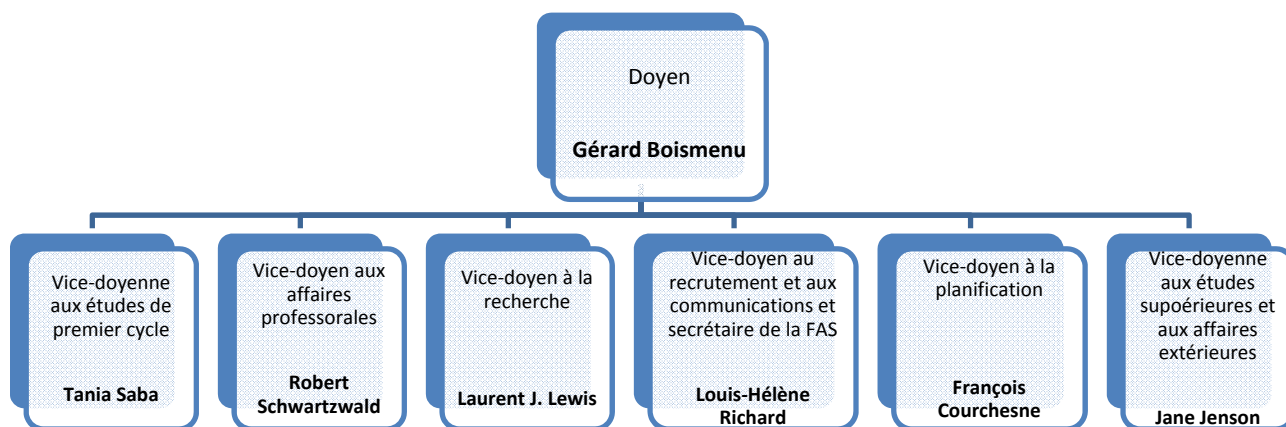 Doyen
Gérard Boismenu
Vice-doyenne
aux études de
premier cycle
Tania Saba
Vice-doyen aux
affaires
professorales
Robert
Schwartzwald
Vice-doyen à la
recherche
Laurent J. Lewis
Vice-doyen au
recrutement et aux
communications et
secrétaire de la FAS
Louis-Hélène
Richard
Vice-doyen à la
planification
François
Courchesne
Vice-doyenne
aux études
supoérieures et
aux affaires
extérieures
Jane Jenson